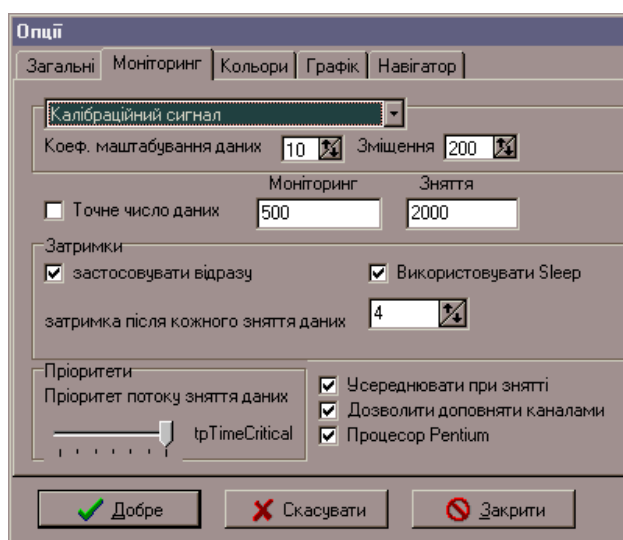 Опції
Загальні Моніторинг Кольори Графік Навігатор
Калібраційний сигнал
Коеф. маштабування даних 10 Зміщення 200
Моніторинг Зняття
Точне число даних 500 2000
Затримки
застосовувати відразу Використовувати Sleep
затримка після кожного зняття даних 4
Пріоритети
Пріоритет потоку зняття даних
tpTimeCritical
Усереднювати при знятті
Дозволити доповняти каналами
Процесор Pentium
Добре Скасувати Закрити